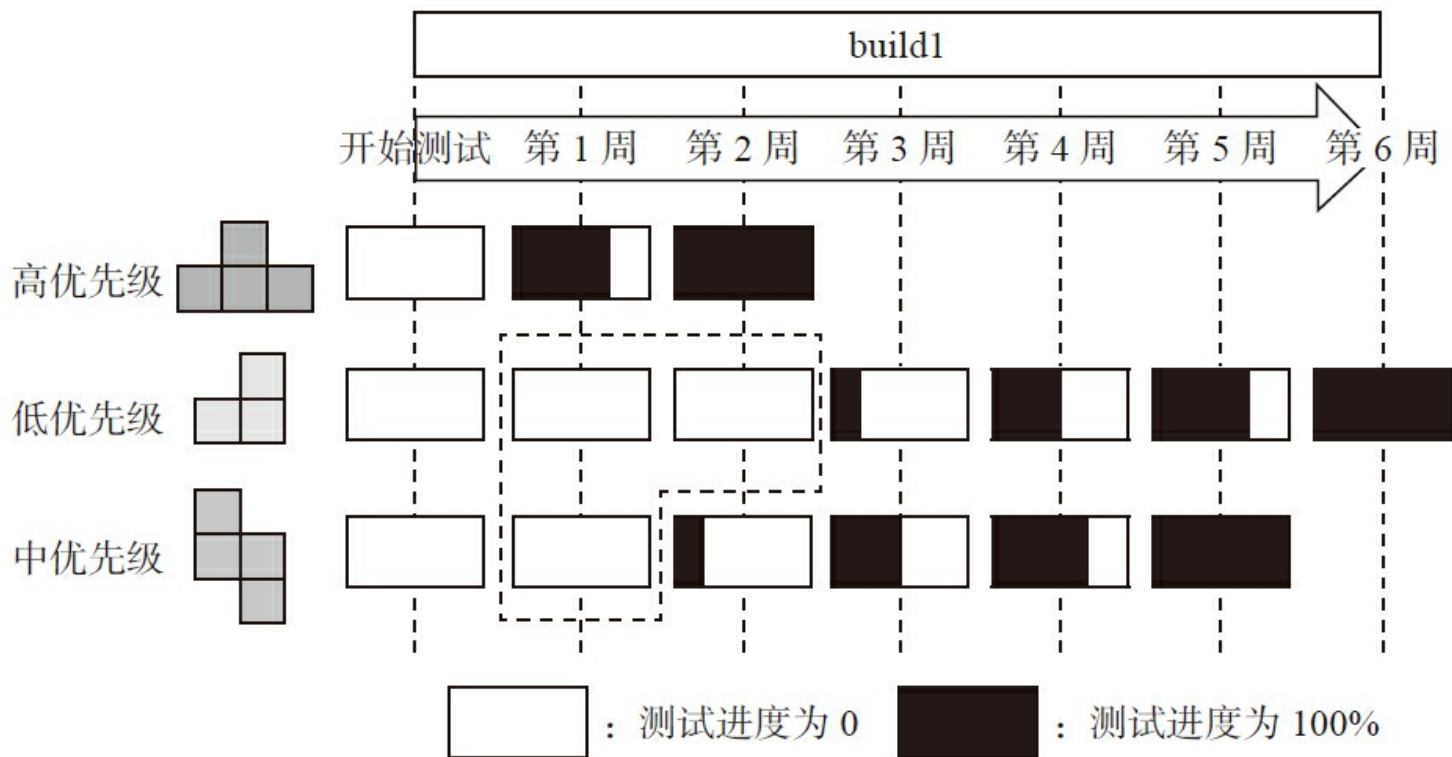 build1
开始测试 第 1 周 第 2 周 第 3 周 第 4 周 第 5 周 第 6 周
高优先级
低优先级
中优先级
：测试进度为 0 ：测试进度为 100%